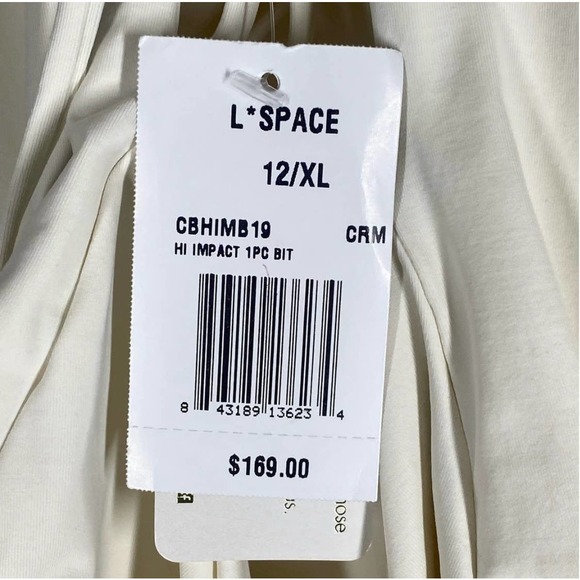 L*SPACE
12/XL
CBHIMB19 CRM
HI IMPACT 1PC BIT
8 43189 13623 4
$169.00